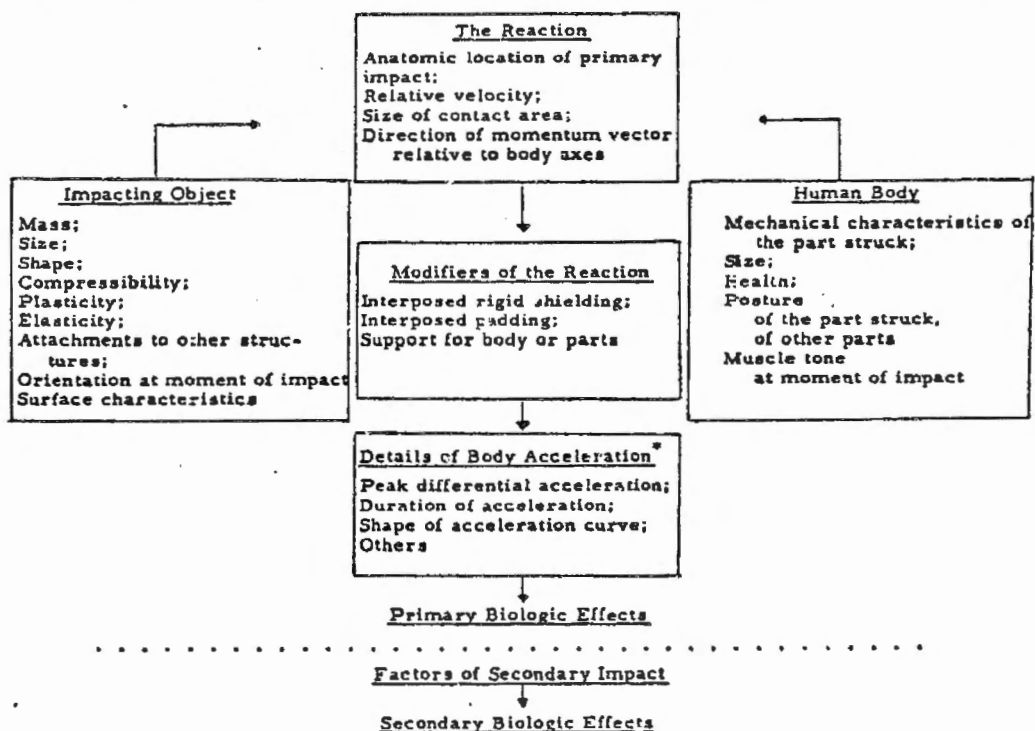 The Reaction
Anatomic location of primary
impact;
Relative velocity;
Size of contact area;
Direction of momentum vector
relative to body axes
Impacting Object
Mass;
Size;
Shape;
Compressibility;
Plasticity;
Elasticity;
Attachments to other struc-
tures;
Orientation at moment of impact
Surface characteristics
Human Body
Mechanical characteristics of
the part struck;
Size;
Health;
Posture
of the part struck,
of other parts
Muscle tone
at moment of impact
Modifiers of the Reaction
Interposed rigid shielding;
Interposed padding;
Support for body or parts
Details of Body Acceleration*
Peak differential acceleration;
Duration of acceleration;
Shape of acceleration curve;
Others
Primary Biologic Effects
Factors of Secondary Impact
Secondary Biologic Effects